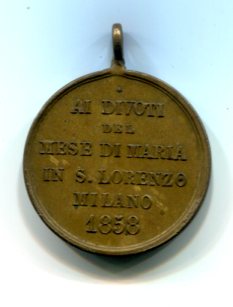 AI DIVOTI
DEL
MESE DI MARIA
IN S. LORENZO
MILANO
1858